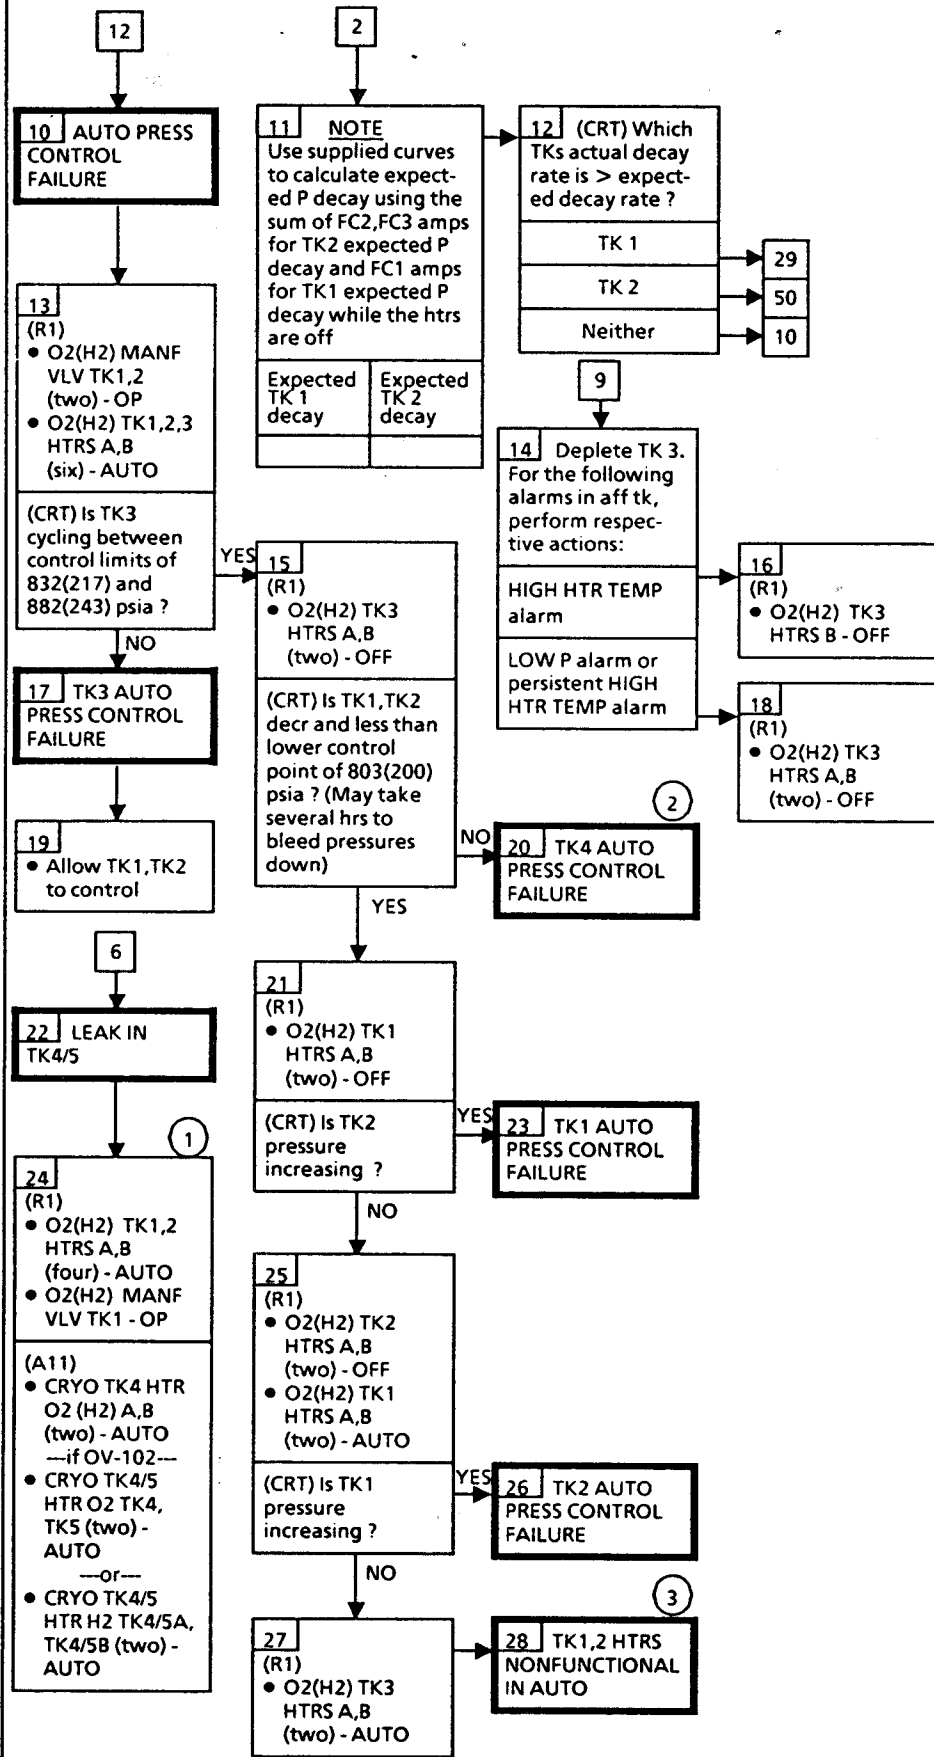 12
10 AUTO PRESS
CONTROL
FAILURE
13
(R1)
• O2(H2) MANF
VLV TK1,2
(two) - OP
• O2(H2) TK1,2,3
HTRS A,B
(six) - AUTO
(CRT) Is TK3
cycling between
control limits of
832(217) and
882(243) psia ?
YES
NO
17 TK3 AUTO
PRESS CONTROL
FAILURE
19
• Allow TK1,TK2
to control
6
22 LEAK IN
TK4/5
1
24
(R1)
• O2(H2) TK1,2
HTRS A,B
(four) - AUTO
• O2(H2) MANF
VLV TK1 - OP
(A11)
• CRYO TK4 HTR
O2 (H2) A,B
(two) - AUTO
---if OV-102---
• CRYO TK4/5
HTR O2 TK4,
TK5 (two) -
AUTO
---or---
• CRYO TK4/5
HTR H2 TK4/5A,
TK4/5B (two) -
AUTO
2
11 NOTE
Use supplied curves
to calculate expect-
ed P decay using the
sum of FC2,FC3 amps
for TK2 expected P
decay and FC1 amps
for TK1 expected P
decay while the htrs
are off
Expected
TK 1
decay
Expected
TK 2
decay
12 (CRT) Which
TKs actual decay
rate is > expect-
ed decay rate ?
TK 1
29
TK 2
50
Neither
10
9
14 Deplete TK 3.
For the following
alarms in aff tk,
perform respec-
tive actions:
HIGH HTR TEMP
alarm
LOW P alarm or
persistent HIGH
HTR TEMP alarm
16
(R1)
• O2(H2) TK3
HTRS B - OFF
18
(R1)
• O2(H2) TK3
HTRS A,B
(two) - OFF
15
(R1)
• O2(H2) TK3
HTRS A,B
(two) - OFF
(CRT) Is TK1,TK2
decr and less than
lower control
point of 803(200)
psia ? (May take
several hrs to
bleed pressures
down)
NO
YES
2
20 TK4 AUTO
PRESS CONTROL
FAILURE
21
(R1)
• O2(H2) TK1
HTRS A,B
(two) - OFF
(CRT) Is TK2
pressure
increasing ?
YES
NO
23 TK1 AUTO
PRESS CONTROL
FAILURE
25
(R1)
• O2(H2) TK2
HTRS A,B
(two) - OFF
• O2(H2) TK1
HTRS A,B
(two) - AUTO
(CRT) Is TK1
pressure
increasing ?
YES
NO
26 TK2 AUTO
PRESS CONTROL
FAILURE
27
(R1)
• O2(H2) TK3
HTRS A,B
(two) - AUTO
3
28 TK1,2 HTRS
NONFUNCTIONAL
IN AUTO